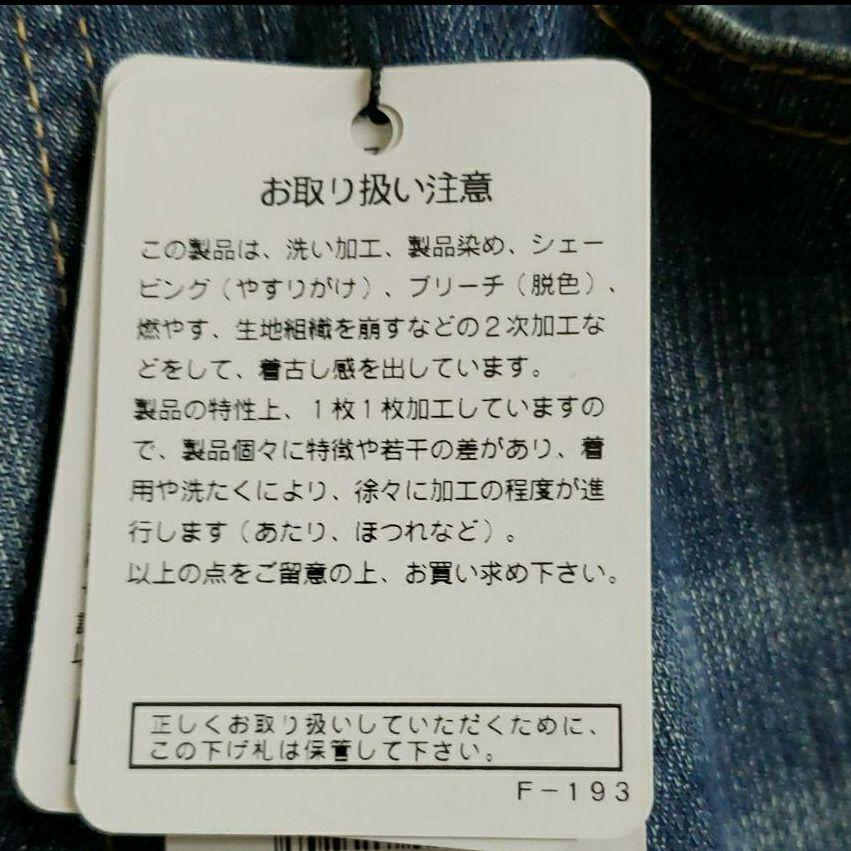 お取り扱い注意
この製品は、洗い加工、製品染め、シェー
ビング（やすりがけ）、ブリーチ（脱色）、
燃やす、生地組織を崩すなどの２次加工な
どをして、着古し感を出しています。
製品の特性上、１枚１枚加工していますの
で、製品個々に特徴や若干の差があり、着
用や洗たくにより、徐々に加工の程度が進
行します（あたり、ほつれなど）。
以上の点をご留意の上、お買い求め下さい。
正しくお取り扱いしていただくために、
この下げ札は保管して下さい。
Ｆ－１９３